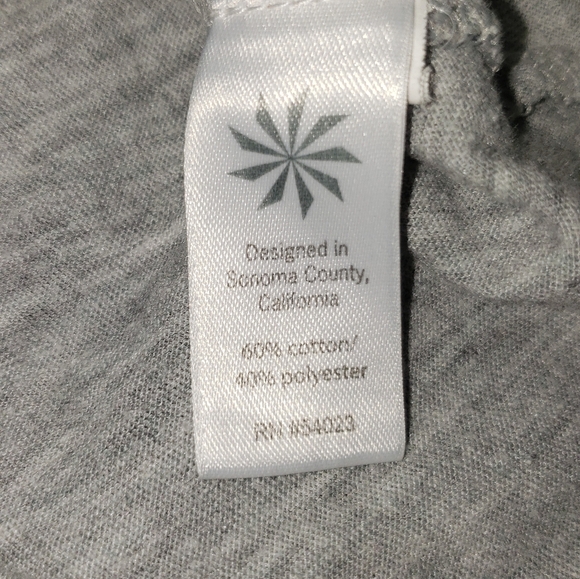 Designed in
Sonoma County,
California
60% cotton/
40% polyester
RN #54023